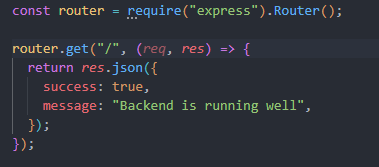 const router = require("express").Router();
router.get("/", (req, res) => {
  return res.json({
    success: true,
    message: "Backend is running well",
  });
});